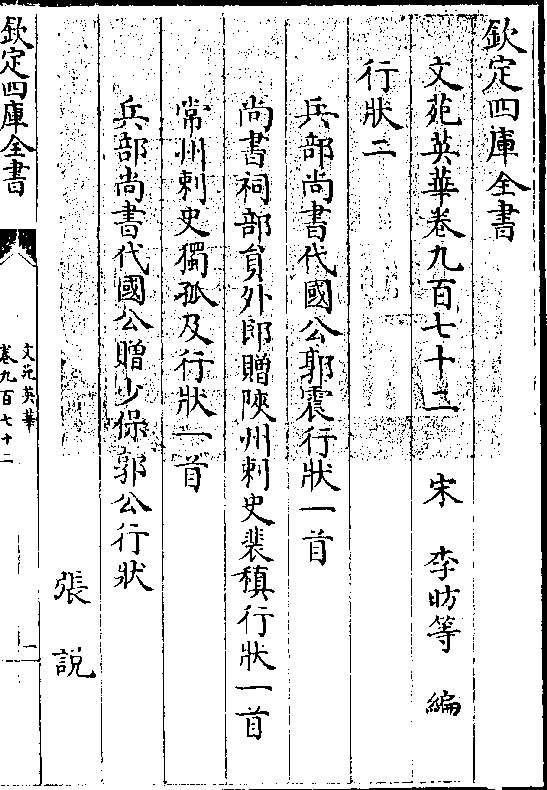 欽定四庫全書
文苑英華卷九百七十二 宋 李昉等 編
行狀二
兵部尚書代國公郭震行狀一首
尚書祠部員外郎贈陝州刺史裴稹行狀一首
常州刺史獨孤及行狀一首
兵部尚書代國公贈少保郭公行狀
張說
欽定四庫全書
文苑英華
卷九百七十二
一